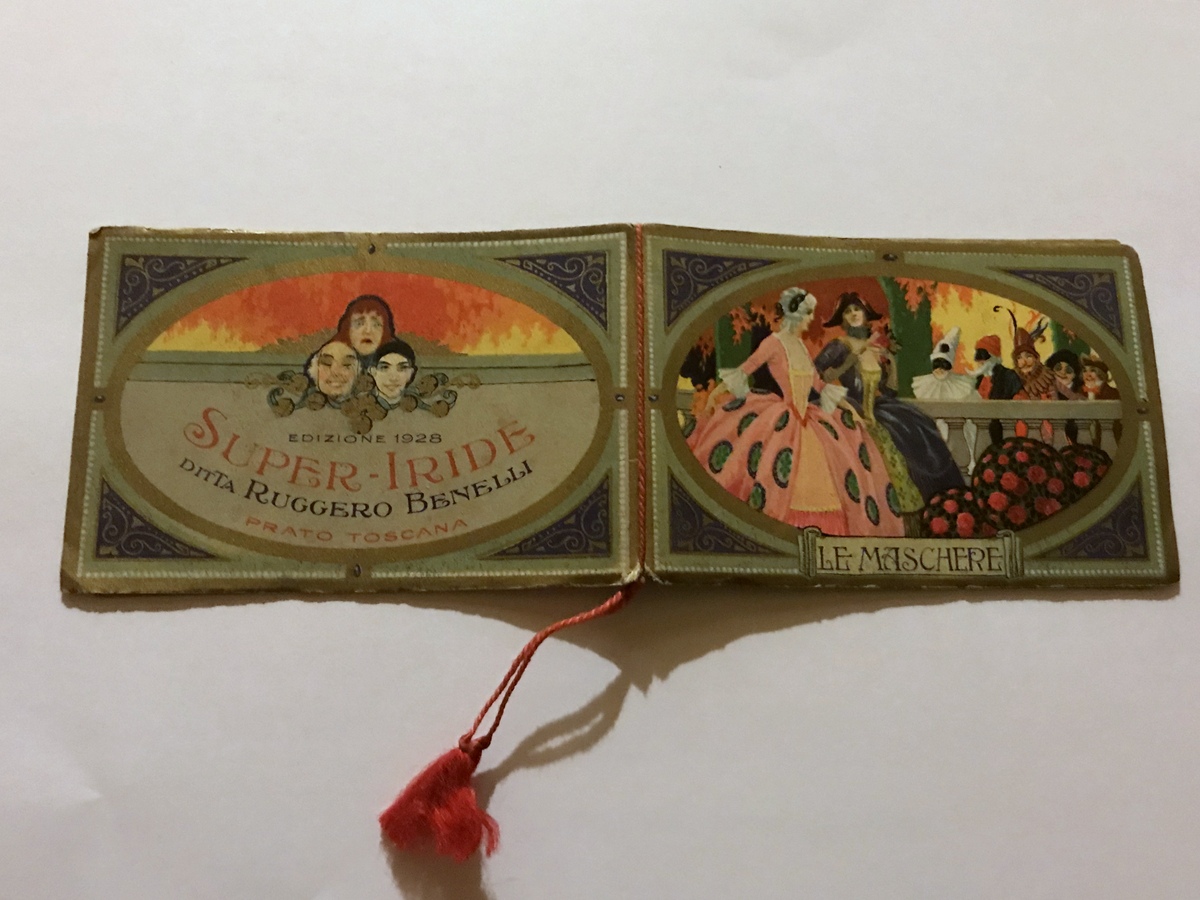 EDIZIONE 1928
SUPER-IRIDE
DITTA RUGGERO BENELLI
PRATO TOSCANA
LE MASCHERE